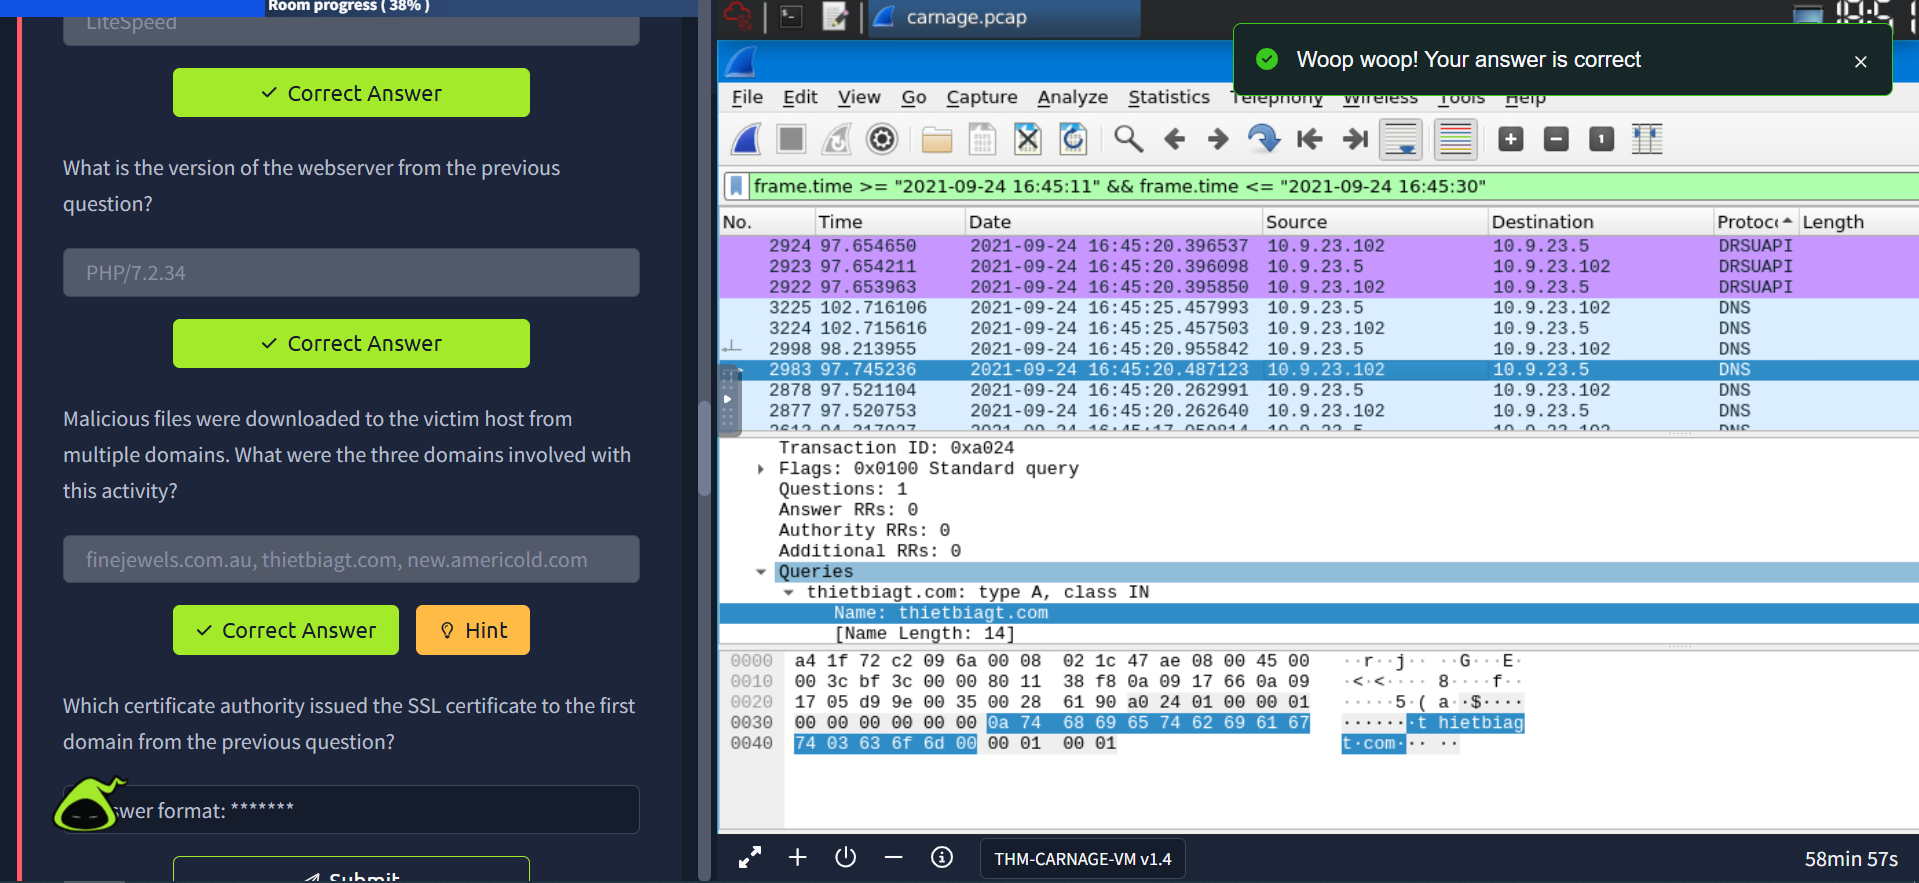 Room progress ( 38% )
LiteSpeed
Correct Answer
What is the version of the webserver from the previous
question?
PHP/7.2.34
Correct Answer
Malicious files were downloaded to the victim host from
multiple domains. What were the three domains involved with
this activity?
finejewels.com.au, thietbiagt.com, new.americold.com
Correct Answer
Hint
Which certificate authority issued the SSL certificate to the first
domain from the previous question?
swer format: *******
Submit
carnage.pcap
Woop woop! Your answer is correct
File Edit View Go Capture Analyze Statistics Telephony Wireless Tools Help
frame.time >= "2021-09-24 16:45:11" && frame.time <= "2021-09-24 16:45:30"
No. Time Date Source Destination Protoc Length
2924 97.654650 2021-09-24 16:45:20.396537 10.9.23.102 10.9.23.5 DRSUAPI
2923 97.654211 2021-09-24 16:45:20.396098 10.9.23.5 10.9.23.102 DRSUAPI
2922 97.653963 2021-09-24 16:45:20.395850 10.9.23.102 10.9.23.5 DRSUAPI
3225 102.716106 2021-09-24 16:45:25.457993 10.9.23.5 10.9.23.102 DNS
3224 102.715616 2021-09-24 16:45:25.457503 10.9.23.102 10.9.23.5 DNS
2998 98.213955 2021-09-24 16:45:20.955842 10.9.23.5 10.9.23.102 DNS
2983 97.745236 2021-09-24 16:45:20.487123 10.9.23.102 10.9.23.5 DNS
2878 97.521104 2021-09-24 16:45:20.262991 10.9.23.5 10.9.23.102 DNS
2877 97.520753 2021-09-24 16:45:20.262640 10.9.23.102 10.9.23.5 DNS
Transaction ID: 0xa024
Flags: 0x0100 Standard query
Questions: 1
Answer RRs: 0
Authority RRs: 0
Additional RRs: 0
Queries
thietbiagt.com: type A, class IN
Name: thietbiagt.com
[Name Length: 14]
0000 a4 1f 72 c2 09 6a 00 08 02 1c 47 ae 08 00 45 00 ··r··j·· ··G···E·
0010 00 3c bf 3c 00 00 80 11 38 f8 0a 09 17 66 0a 09 ·<·<···· 8····f··
0020 17 05 d9 9e 00 35 00 28 61 90 a0 24 01 00 00 01 ·····5·( a··$····
0030 00 00 00 00 00 00 0a 74 68 69 65 74 62 69 61 67 ·······t hietbiag
0040 74 03 63 6f 6d 00 00 01 00 01 t·com··· ··
THM-CARNAGE-VM v1.4
58min 57s